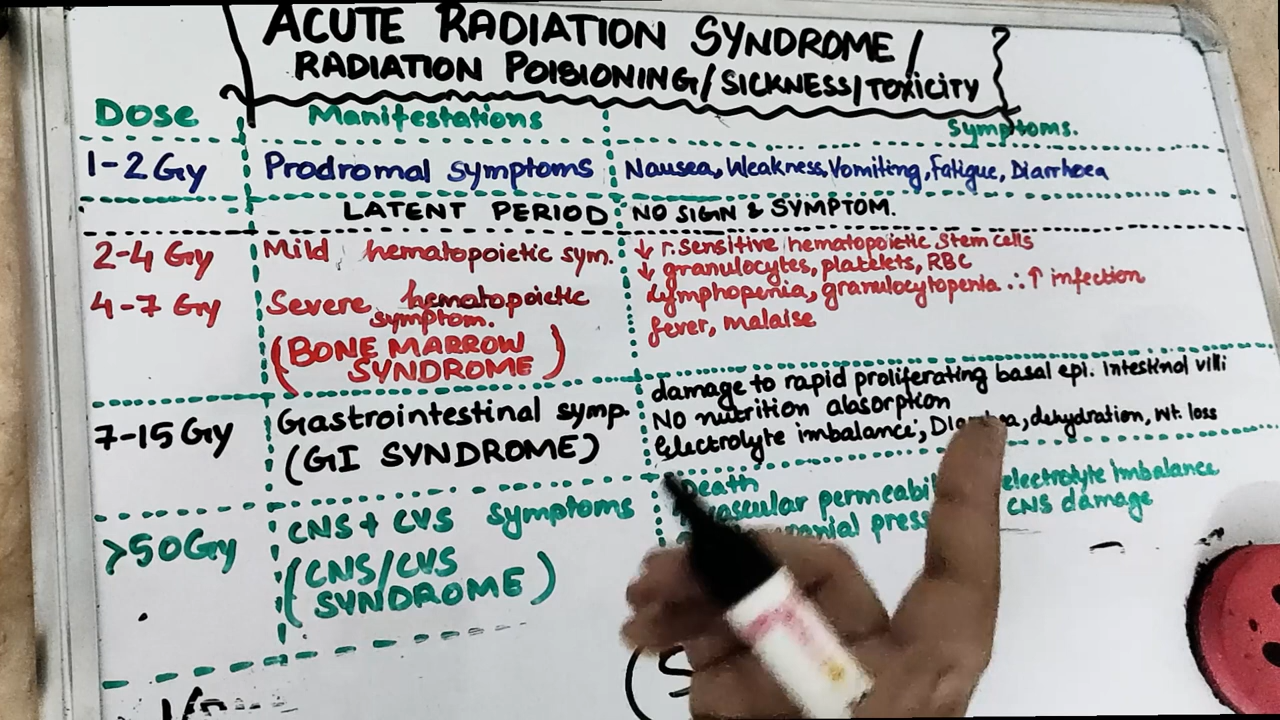 ACUTE RADIATION SYNDROME /
RADIATION POISIONING/SICKNESS/TOXICITY
Dose Manifestations Symptoms.
1-2 Gy Prodromal symptoms Nausea, Weakness, Vomiting, Fatigue, Diarrhoea
LATENT PERIOD NO SIGN & SYMPTOM.
2-4 Gy Mild hematopoietic sym. ↓ r. sensitive hematopoietic stem cells
↓ granulocytes, platelets, RBC
4-7 Gy Severe hematopoietic symptom. lymphopenia, granulocytopenia ∴ ↑ infection
fever, malaise
(BONE MARROW
SYNDROME)
7-15 Gy Gastrointestinal symp. damage to rapid proliferating basal epi. intestinal villi
No nutrition absorption
(GI SYNDROME) Electrolyte imbalance, dehydration, wt. loss
>50 Gy CNS + CVS symptoms Death
electrolyte imbalance
(CNS/CVS CNS damage
SYNDROME)